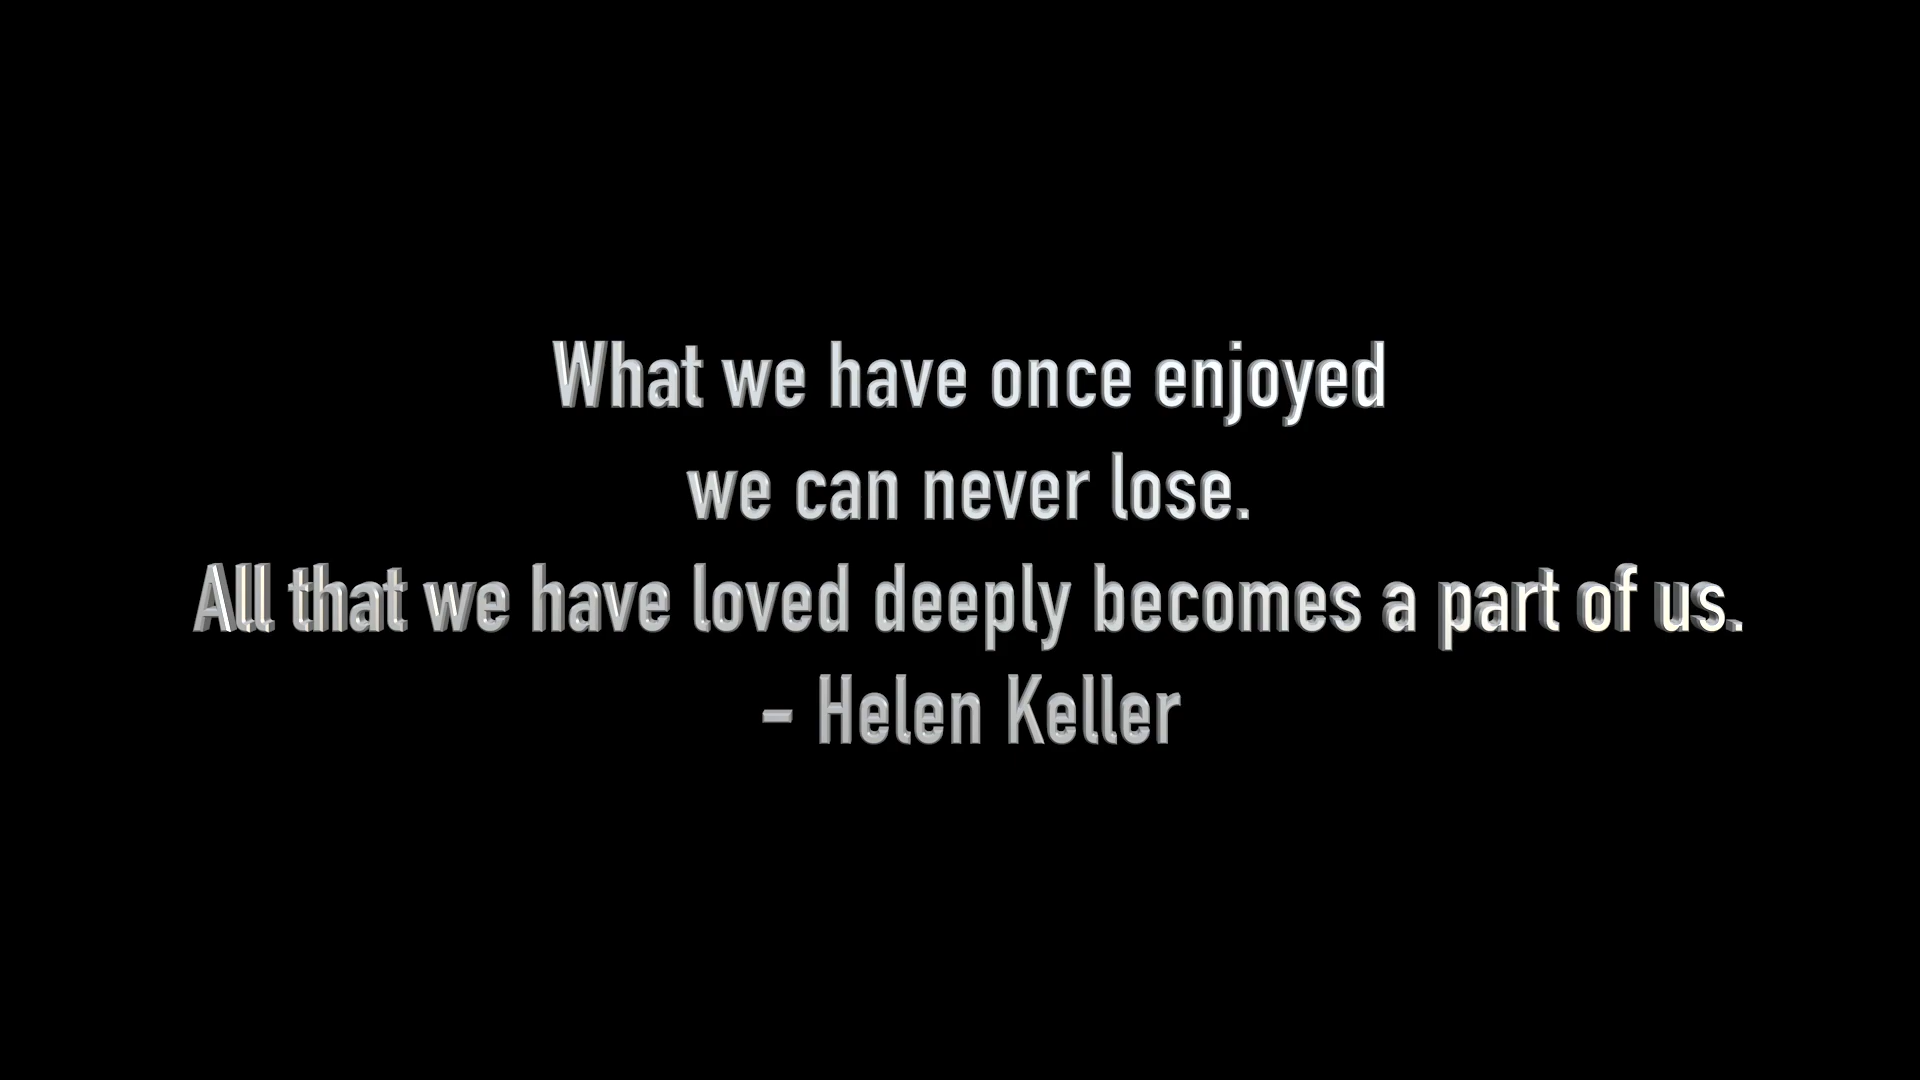 What we have once enjoyed
we can never lose.
All that we have loved deeply becomes a part of us.
- Helen Keller